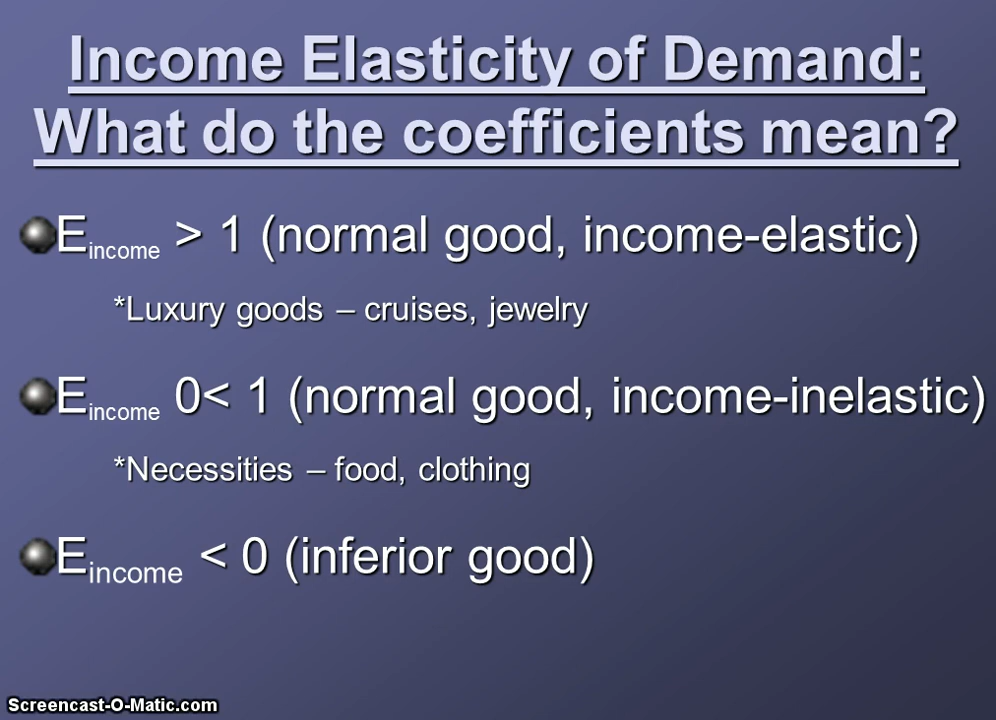 Income Elasticity of Demand:
What do the coefficients mean?
Eincome > 1 (normal good, income-elastic)
*Luxury goods – cruises, jewelry
Eincome 0< 1 (normal good, income-inelastic)
*Necessities – food, clothing
Eincome < 0 (inferior good)
Screencast-O-Matic.com